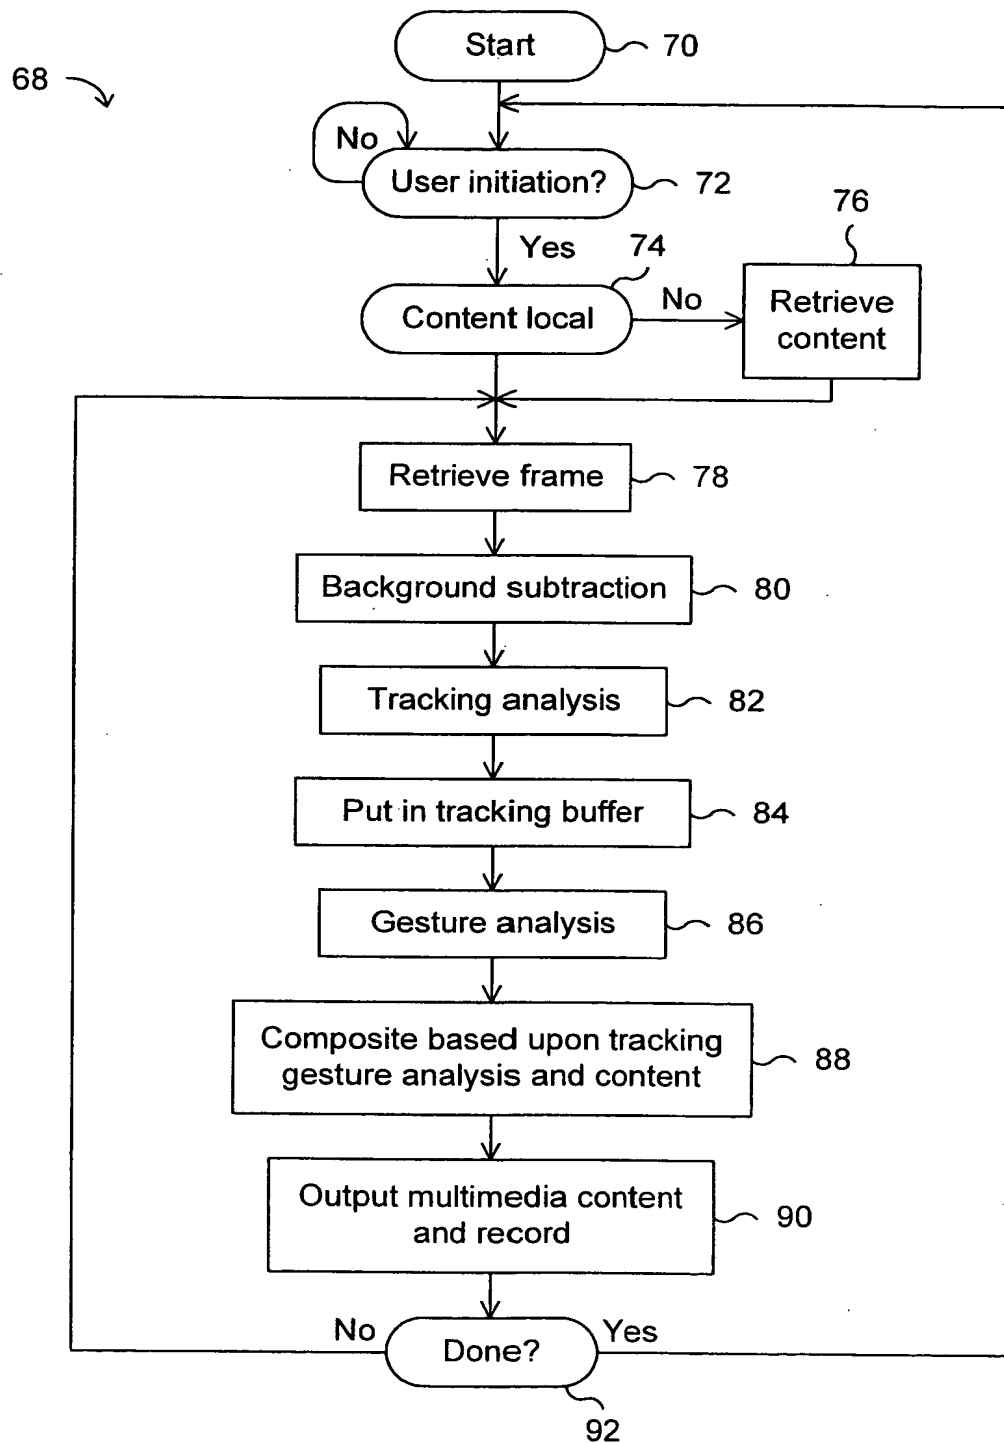 Start
70
68
No
User initiation?
72
Yes
74
76
Content local
No
Retrieve
content
Retrieve frame
78
Background subtraction
80
Tracking analysis
82
Put in tracking buffer
84
Gesture analysis
86
Composite based upon tracking
gesture analysis and content
88
Output multimedia content
and record
90
No
Done?
Yes
92